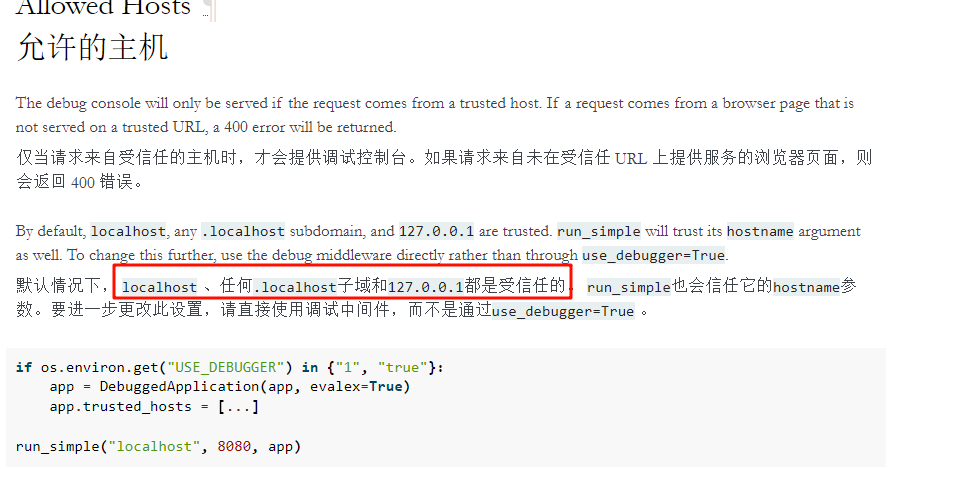 Allowed Hosts ¶
允许的主机
The debug console will only be served if the request comes from a trusted host. If a request comes from a browser page that is
not served on a trusted URL, a 400 error will be returned.
仅当请求来自受信任的主机时，才会提供调试控制台。如果请求来自未在受信任 URL 上提供服务的浏览器页面，则
会返回 400 错误。
By default, localhost, any .localhost subdomain, and 127.0.0.1 are trusted. run_simple will trust its hostname argument
as well. To change this further, use the debug middleware directly rather than through use_debugger=True.
默认情况下， localhost 、任何.localhost子域和127.0.0.1都是受信任的。 run_simple也会信任它的hostname参
数。要进一步更改此设置，请直接使用调试中间件，而不是通过use_debugger=True 。
if os.environ.get("USE_DEBUGGER") in {"1", "true"}:
    app = DebuggedApplication(app, evalex=True)
    app.trusted_hosts = [...]
run_simple("localhost", 8080, app)